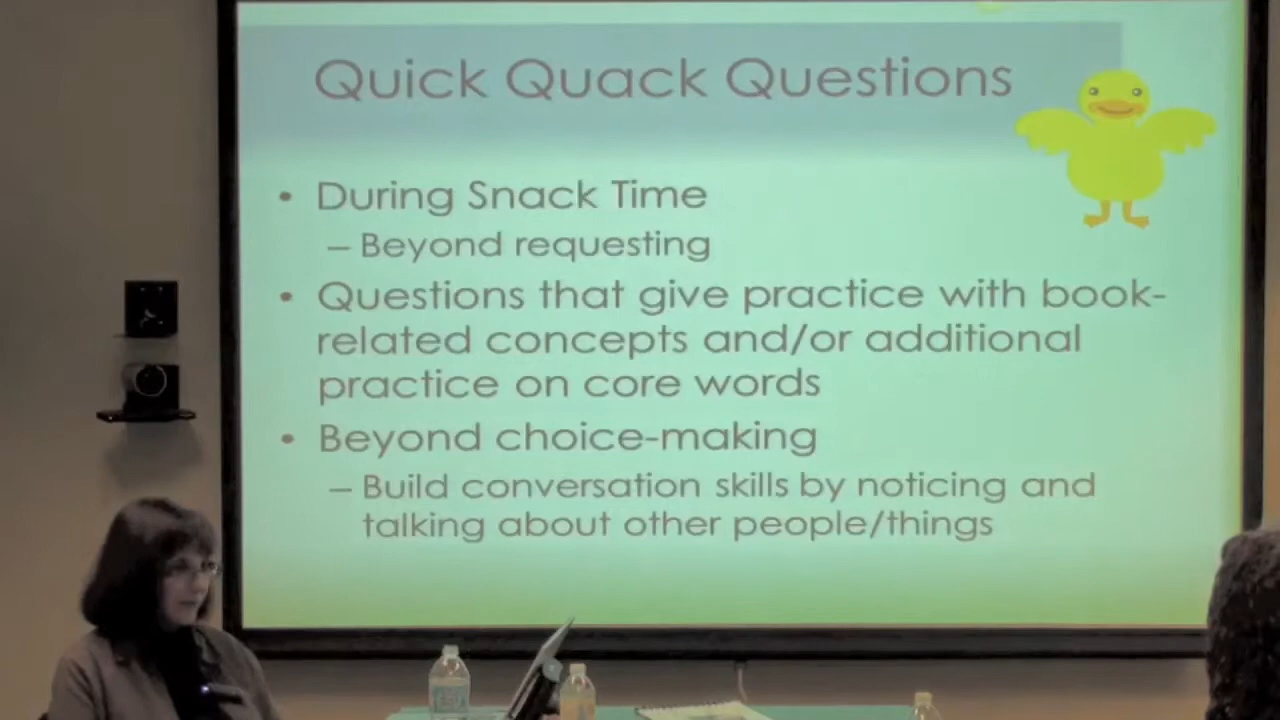 Quick Quack Questions
• During Snack Time
– Beyond requesting
• Questions that give practice with book-
related concepts and/or additional
practice on core words
• Beyond choice-making
– Build conversation skills by noticing and
talking about other people/things